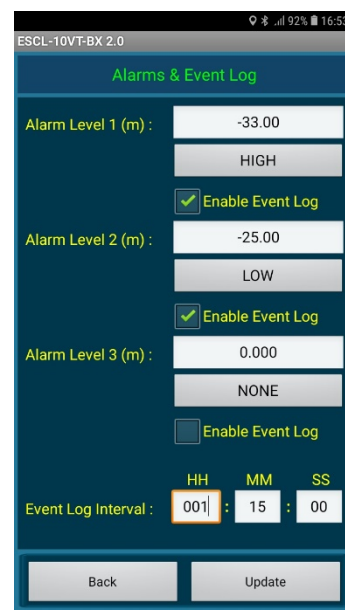 92% 16:53
ESCL-10VT-BX 2.0
Alarms & Event Log
Alarm Level 1 (m) : -33.00
HIGH
Enable Event Log
Alarm Level 2 (m) : -25.00
LOW
Enable Event Log
Alarm Level 3 (m) : 0.000
NONE
Enable Event Log
HH MM SS
Event Log Interval : 001 : 15 : 00
Back Update